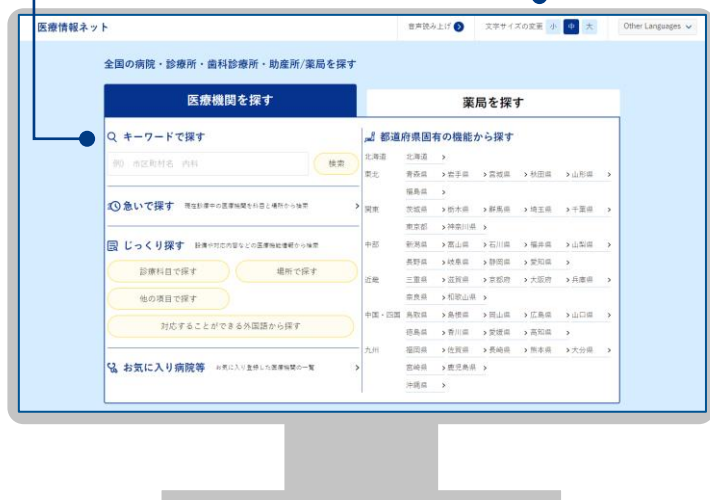 医療情報ネット
音声読み上げ
文字サイズの変更 小 中 大
Other Languages
全国の病院・診療所・歯科診療所・助産所/薬局を探す
医療機関を探す
薬局を探す
キーワードで探す
例) 市区町村名 内科
検索
急いで探す 現在診療中の医療機関を科目と場所から検索
じっくり探す 設備や対応内容などの医療機能情報から検索
診療科目で探す
場所で探す
他の項目で探す
対応することができる外国語から探す
お気に入り病院等 お気に入り登録した医療機関の一覧
都道府県固有の機能から探す
北海道 北海道
東北 青森県 岩手県 宮城県 秋田県 山形県
福島県
関東 茨城県 栃木県 群馬県 埼玉県 千葉県
東京都 神奈川県
中部 新潟県 富山県 石川県 福井県 山梨県
長野県 岐阜県 静岡県 愛知県
近畿 三重県 滋賀県 京都府 大阪府 兵庫県
奈良県 和歌山県
中国・四国 鳥取県 島根県 岡山県 広島県 山口県
徳島県 香川県 愛媛県 高知県
九州 福岡県 佐賀県 長崎県 熊本県 大分県
宮崎県 鹿児島県
沖縄県